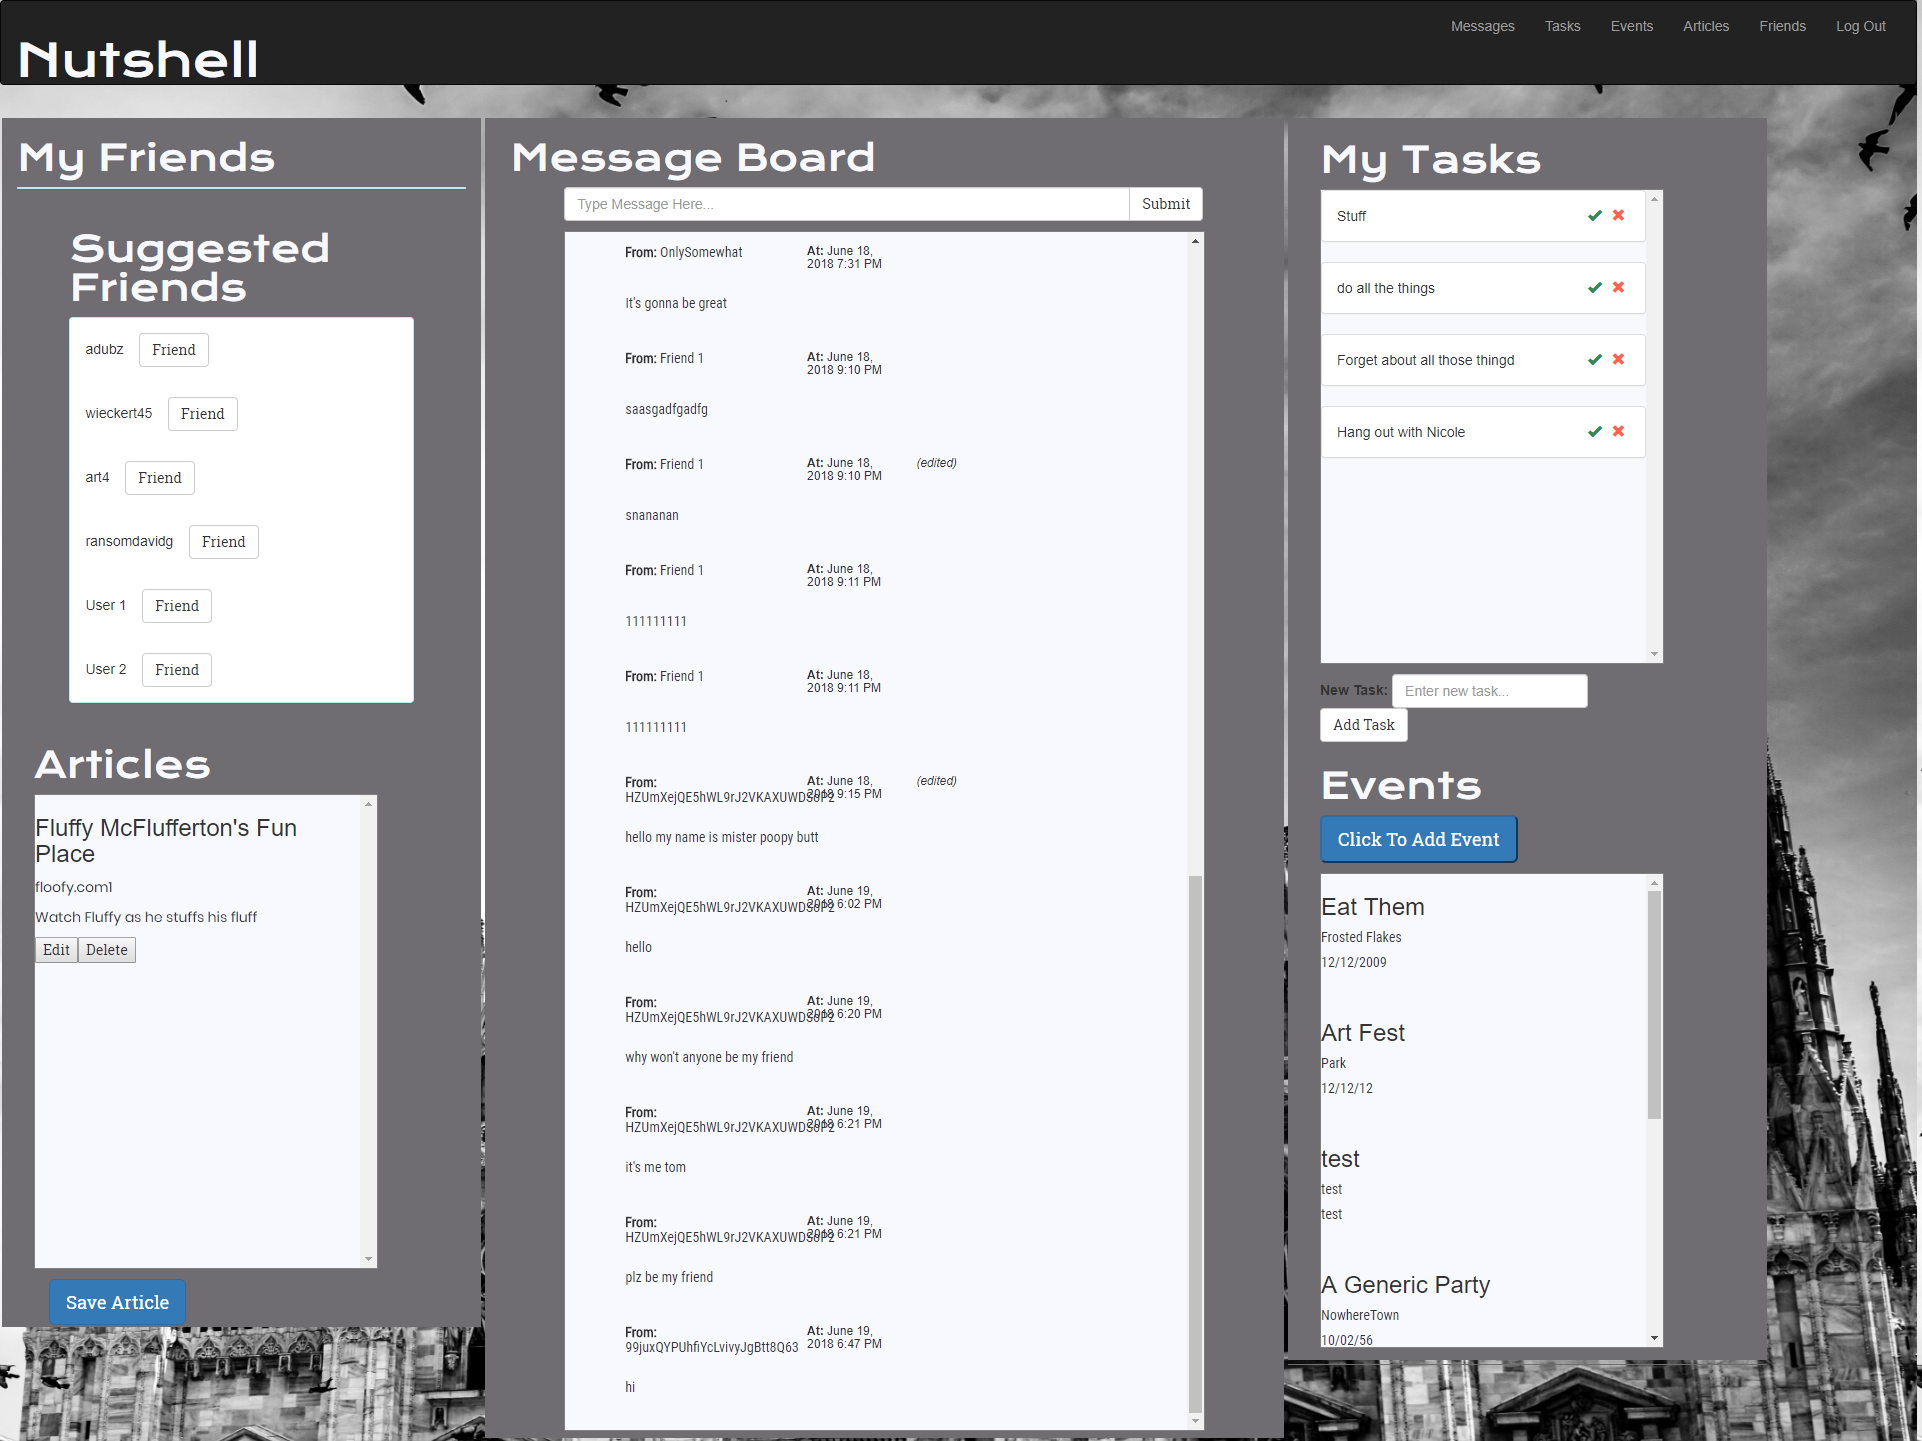 Nutshell
Messages Tasks Events Articles Friends Log Out
My Friends
Suggested
Friends
adubz Friend
wieckert45 Friend
art4 Friend
ransomdavidg Friend
User 1 Friend
User 2 Friend
Articles
Fluffy McFlufferton's Fun
Place
floofy.com1
Watch Fluffy as he stuffs his fluff
Edit Delete
Save Article
Message Board
Type Message Here... Submit
From: OnlySomewhat At: June 18,
2018 7:31 PM
It's gonna be great
From: Friend 1 At: June 18,
2018 9:10 PM
saasgadfgadfg
From: Friend 1 At: June 18, (edited)
2018 9:10 PM
snananan
From: Friend 1 At: June 18,
2018 9:11 PM
111111111
From: Friend 1 At: June 18,
2018 9:11 PM
111111111
From: At: June 18, (edited)
HZUmXejQE5hWL9rJ2VKAXUWDSoP2 2018 9:15 PM
hello my name is mister poopy butt
From: At: June 19,
HZUmXejQE5hWL9rJ2VKAXUWDSoP2 2018 6:02 PM
hello
From: At: June 19,
HZUmXejQE5hWL9rJ2VKAXUWDSoP2 2018 6:20 PM
why won't anyone be my friend
From: At: June 19,
HZUmXejQE5hWL9rJ2VKAXUWDSoP2 2018 6:21 PM
it's me tom
From: At: June 19,
HZUmXejQE5hWL9rJ2VKAXUWDSoP2 2018 6:21 PM
plz be my friend
From: At: June 19,
99juxQYPUhfiYcLvivyJgBtt8Q63 2018 6:47 PM
hi
My Tasks
Stuff
do all the things
Forget about all those thingd
Hang out with Nicole
New Task: Enter new task...
Add Task
Events
Click To Add Event
Eat Them
Frosted Flakes
12/12/2009
Art Fest
Park
12/12/12
test
test
test
A Generic Party
NowhereTown
10/02/56